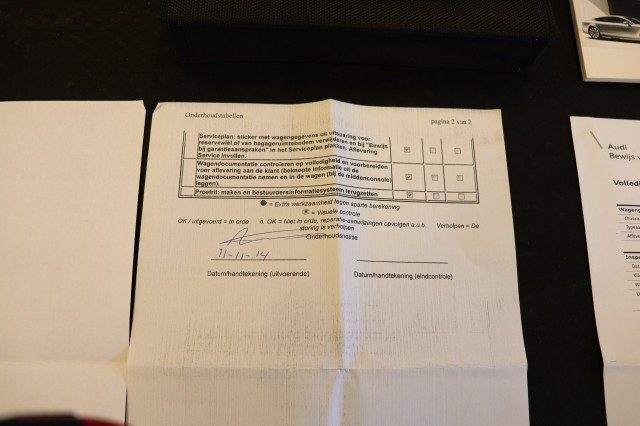 Onderhoudstabellen
pagina 2 van 2
Serviceplan: sticker met wagengegevens uit uitsparing voor
reservewiel of van bagageruimtebodem verwijderen en bij "Bewijs
bij garantieaanspraken" in het Serviceplan plakken. Aflevering
Service invullen.
Wagendocumentatie controleren op volledigheid en voorbereiden
voor aflevering aan de klant (beknopte informatie uit de
wagendocumentatie nemen en in de wagen (bij de middenconsole)
leggen).
Proefrit: maken en bestuurdersinformatiesysteem terugzetten
= Extra werkzaamheid tegen aparte berekening
= Visuele controle
OK / uitgevoerd = in orde n. OK = Niet in orde, reparatie-aanwijzingen opvolgen a.u.b. Verholpen = De
storing is verholpen
Onderhoudsnotitie
11-11-14
Datum/handtekening (uitvoerende)
Datum/handtekening (eindcontrole)
Audi
Bewijs
Volledi